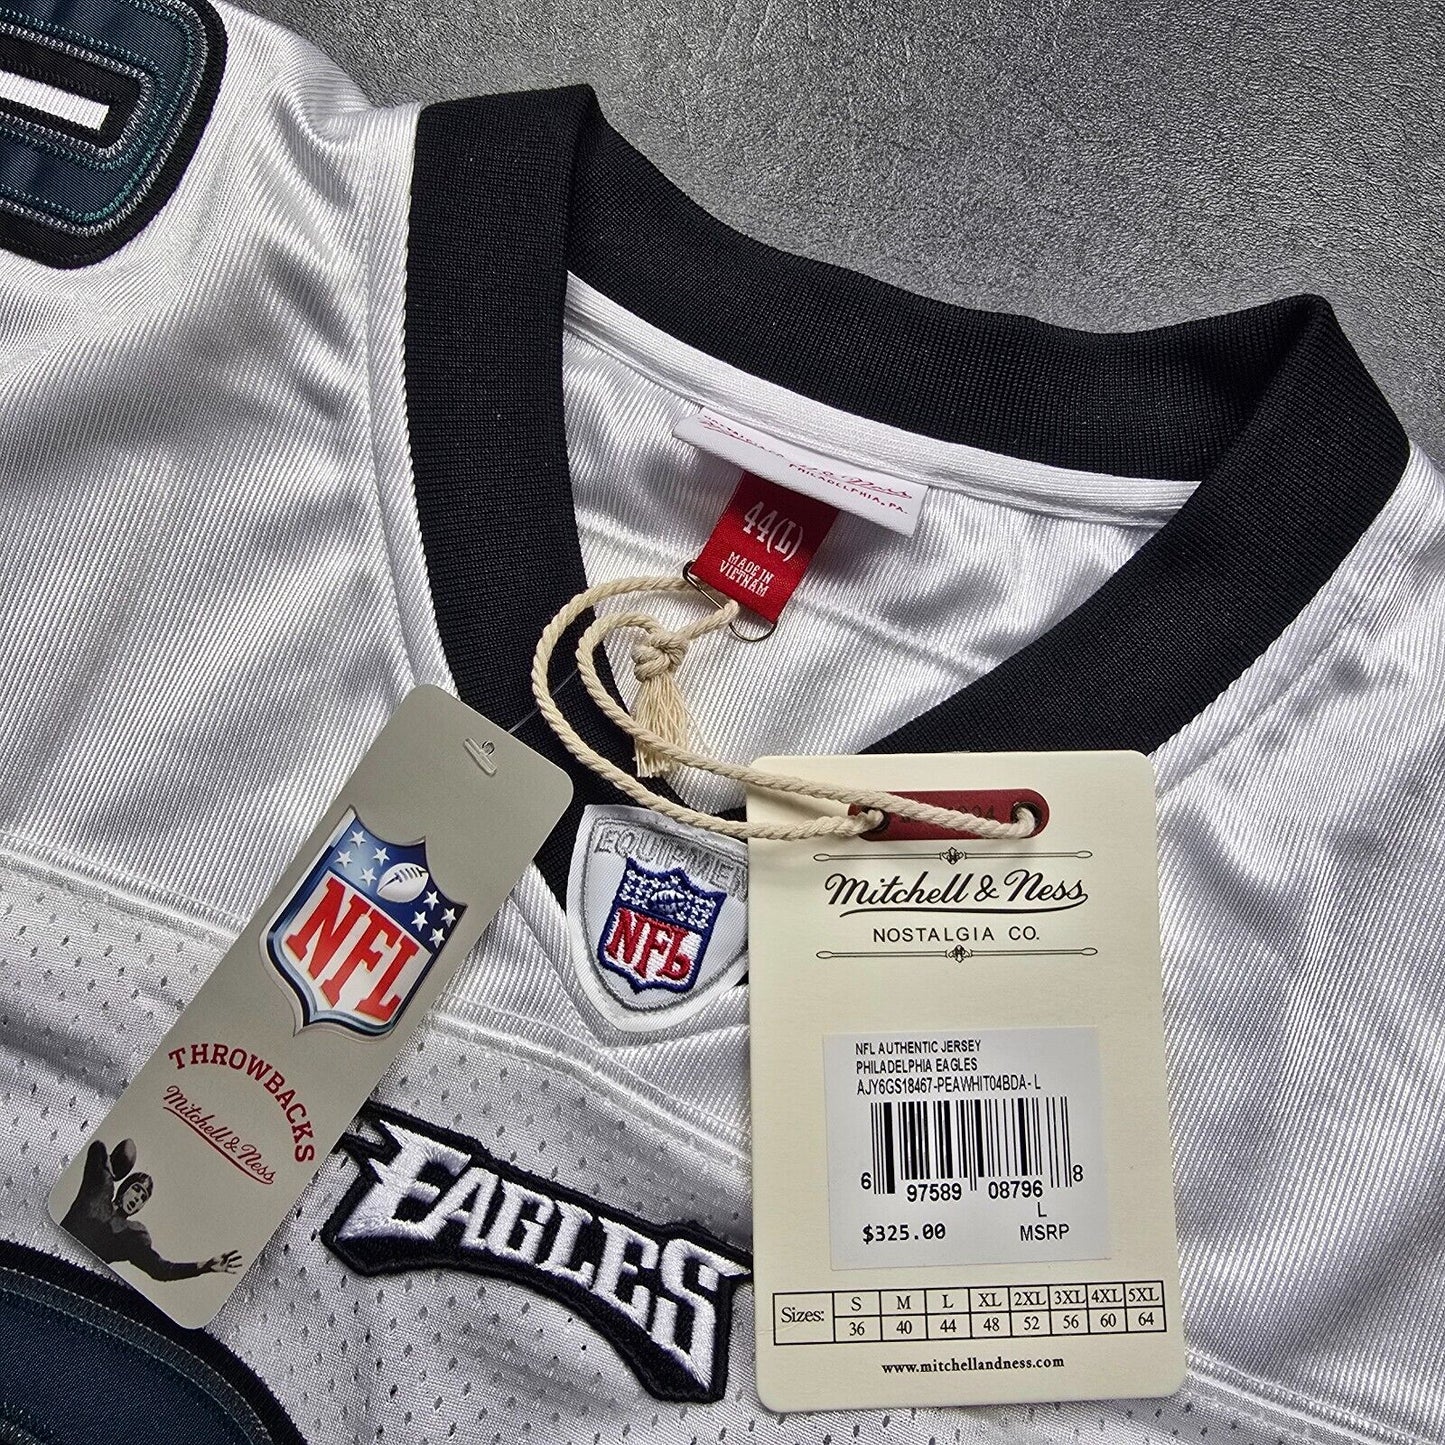 PHILADELPHIA, PA.
44(L)
MADE IN
VIETNAM
NFL
THROWBACKS
Mitchell & Ness
EQUIPMEN
NFL
EAGLES
Mitchell & Ness
NOSTALGIA CO.
NFL AUTHENTIC JERSEY
PHILADELPHIA EAGLES
AJY6GS18467-PEAWHIT04BDA-L
6 97589 08796 8
L
$325.00 MSRP
Sizes: S M L XL 2XL 3XL 4XL 5XL
36 40 44 48 52 56 60 64
www.mitchellandness.com